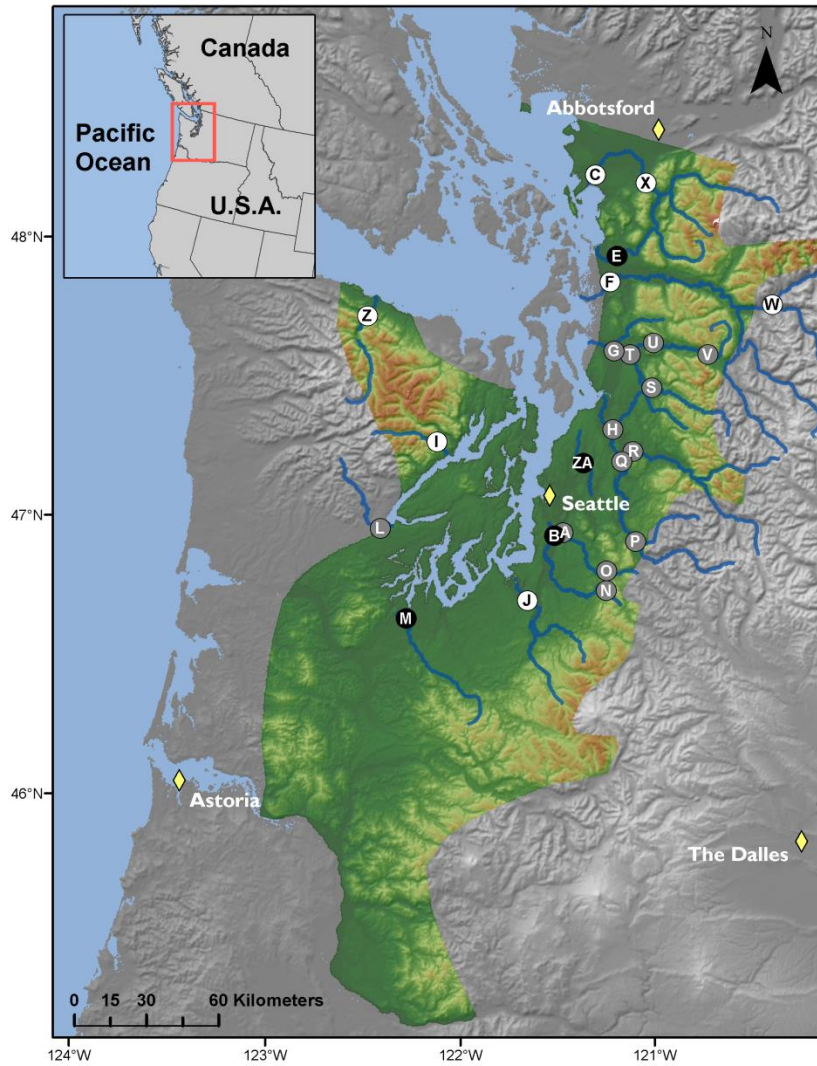 Canada
Pacific
Ocean
U.S.A.
N
Abbotsford
C
X
48°N
E
F
W
Z
U
G
T
V
S
H
I
R
Q
ZA
Seattle
47°N
L
B
A
P
O
N
J
M
46°N
Astoria
The Dalles
0 15 30 60 Kilometers
124°W 123°W 122°W 121°W